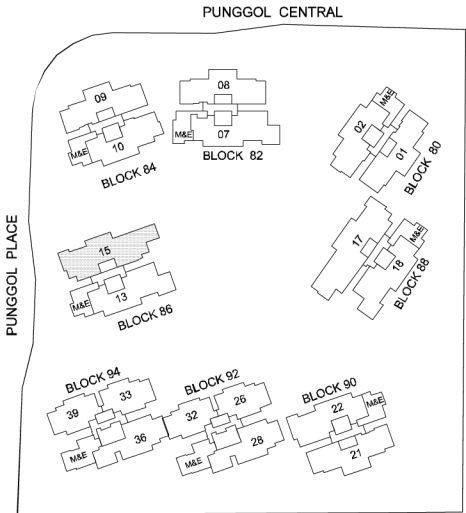 PUNGGOL CENTRAL
PUNGGOL PLACE
09
M&E
10
BLOCK 84
08
M&E
07
BLOCK 82
M&E
02
01
BLOCK 80
15
M&E
13
BLOCK 86
17
M&E
18
BLOCK 88
BLOCK 94
39
33
M&E
36
BLOCK 92
32
26
M&E
28
BLOCK 90
22
M&E
21